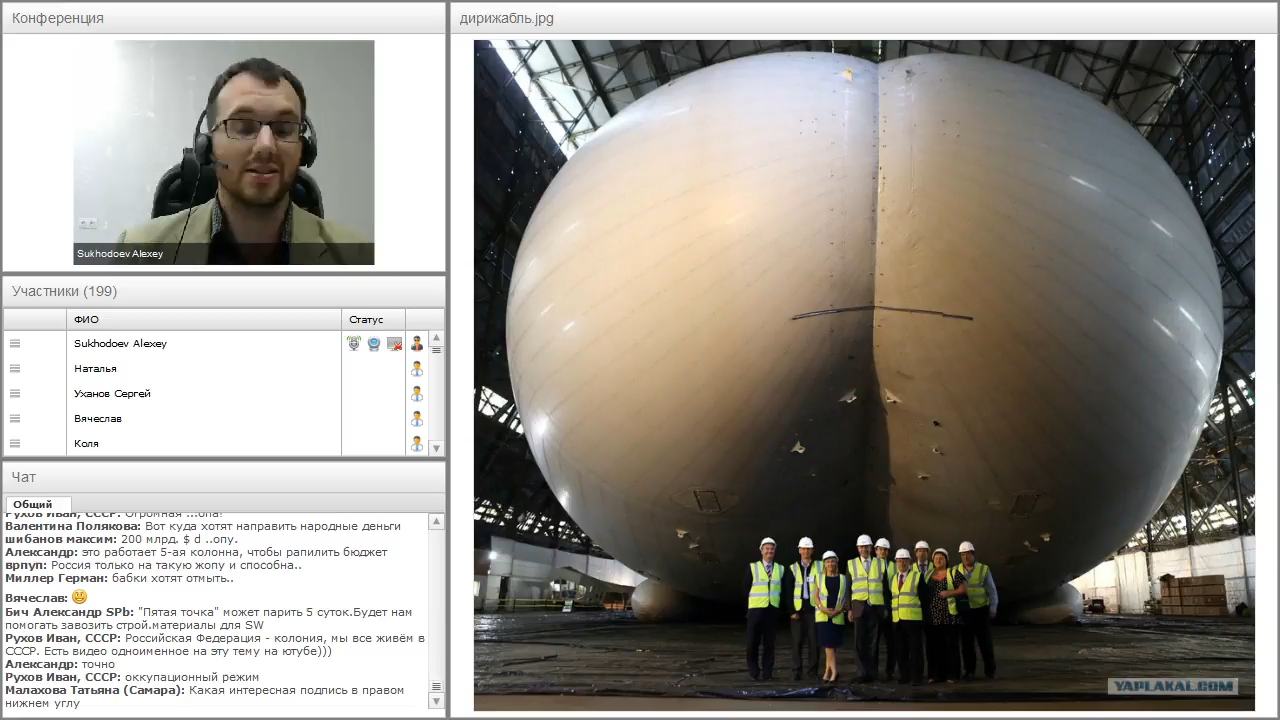 Конференция
Sukhodoev Alexey
Участники (199)
ФИО
Статус
Sukhodoev Alexey
Наталья
Уханов Сергей
Вячеслав
Коля
Чат
Общий
Рухов Иван, СССР: Огромная ...опа!
Валентина Полякова: Вот куда хотят направить народные деньги
шибанов максим: 200 млрд. $ d ..опу.
Александр: это работает 5-ая колонна, чтобы рапилить бюджет
врпуп: Россия только на такую жопу и способна..
Миллер Герман: бабки хотят отмыть..
Вячеслав:
Бич Александр SPb: "Пятая точка" может парить 5 суток.Будет нам
помогать завозить строй.материалы для SW
Рухов Иван, СССР: Российская Федерация - колония, мы все живём в
СССР. Есть видео одноименное на эту тему на ютубе)))
Александр: точно
Рухов Иван, СССР: оккупационный режим
Малахова Татьяна (Самара): Какая интересная подпись в правом
нижнем углу
дирижабль.jpg
YAPLAKAL.COM